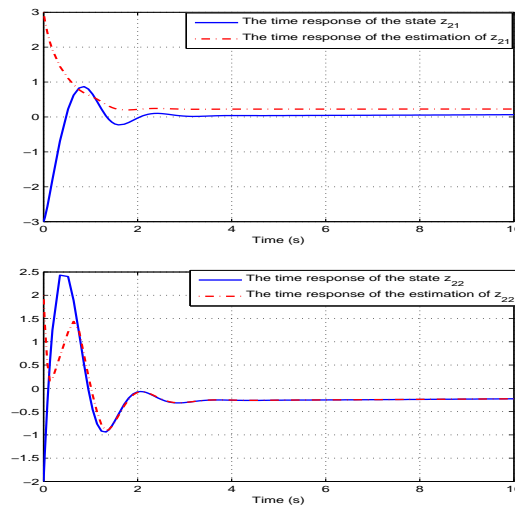 3
2
1
0
−1
−2
−3
The time response of the state z21
The time response of the estimation of z21
0 2 4 6 8 10
Time (s)
2.5
2
1.5
1
0.5
0
−0.5
−1
−1.5
−2
The time response of the state z22
The time response of the estimation of z22
0 2 4 6 8 10
Time (s)